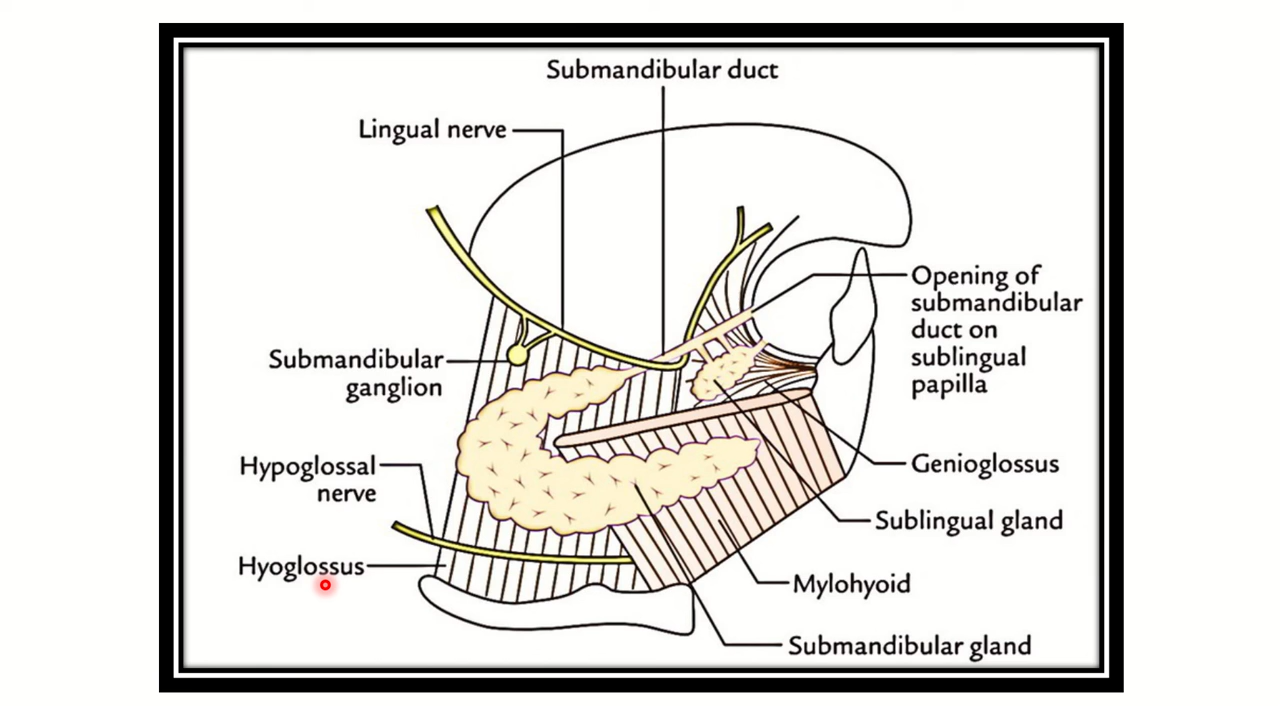 Submandibular duct
Lingual nerve
Opening of
submandibular
duct on
sublingual
papilla
Submandibular
ganglion
Hypoglossal
nerve
Genioglossus
Sublingual gland
Hyoglossus
Mylohyoid
Submandibular gland